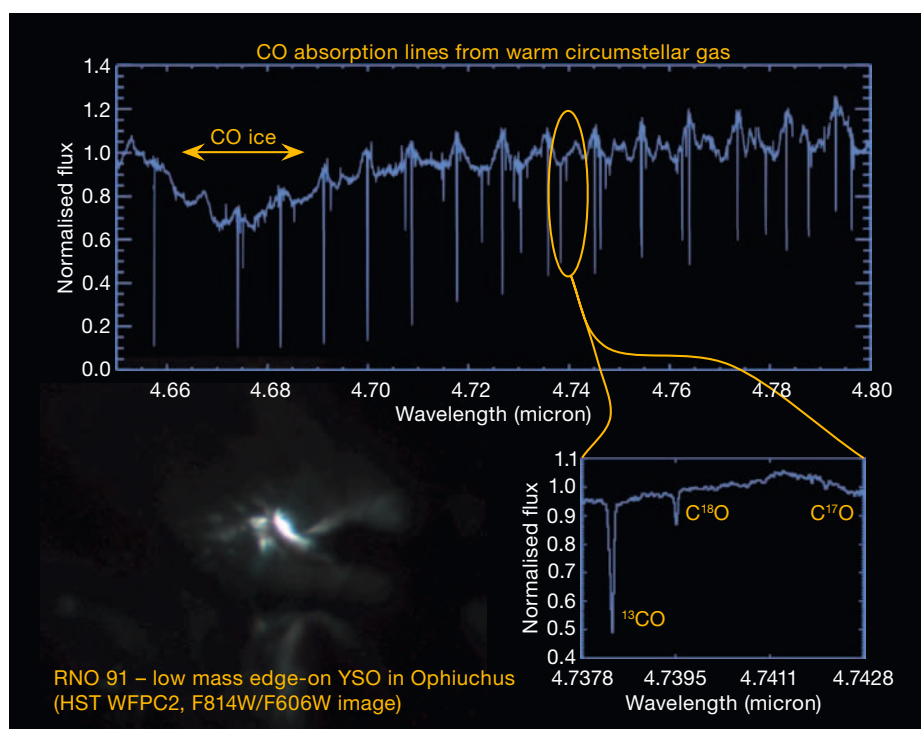 CO absorption lines from warm circumstellar gas
1.4
1.2
1.0
0.8
0.6
0.4
0.2
0.0
Normalised flux
CO ice
4.66
4.68
4.70
4.72
4.74
4.76
4.78
4.80
Wavelength (micron)
1.1
1.0
0.9
0.8
0.7
0.6
0.5
0.4
Normalised flux
C¹⁸O
C¹⁷O
¹³CO
4.7378
4.7395
4.7411
4.7428
Wavelength (micron)
RNO 91 – low mass edge-on YSO in Ophiuchus
(HST WFPC2, F814W/F606W image)